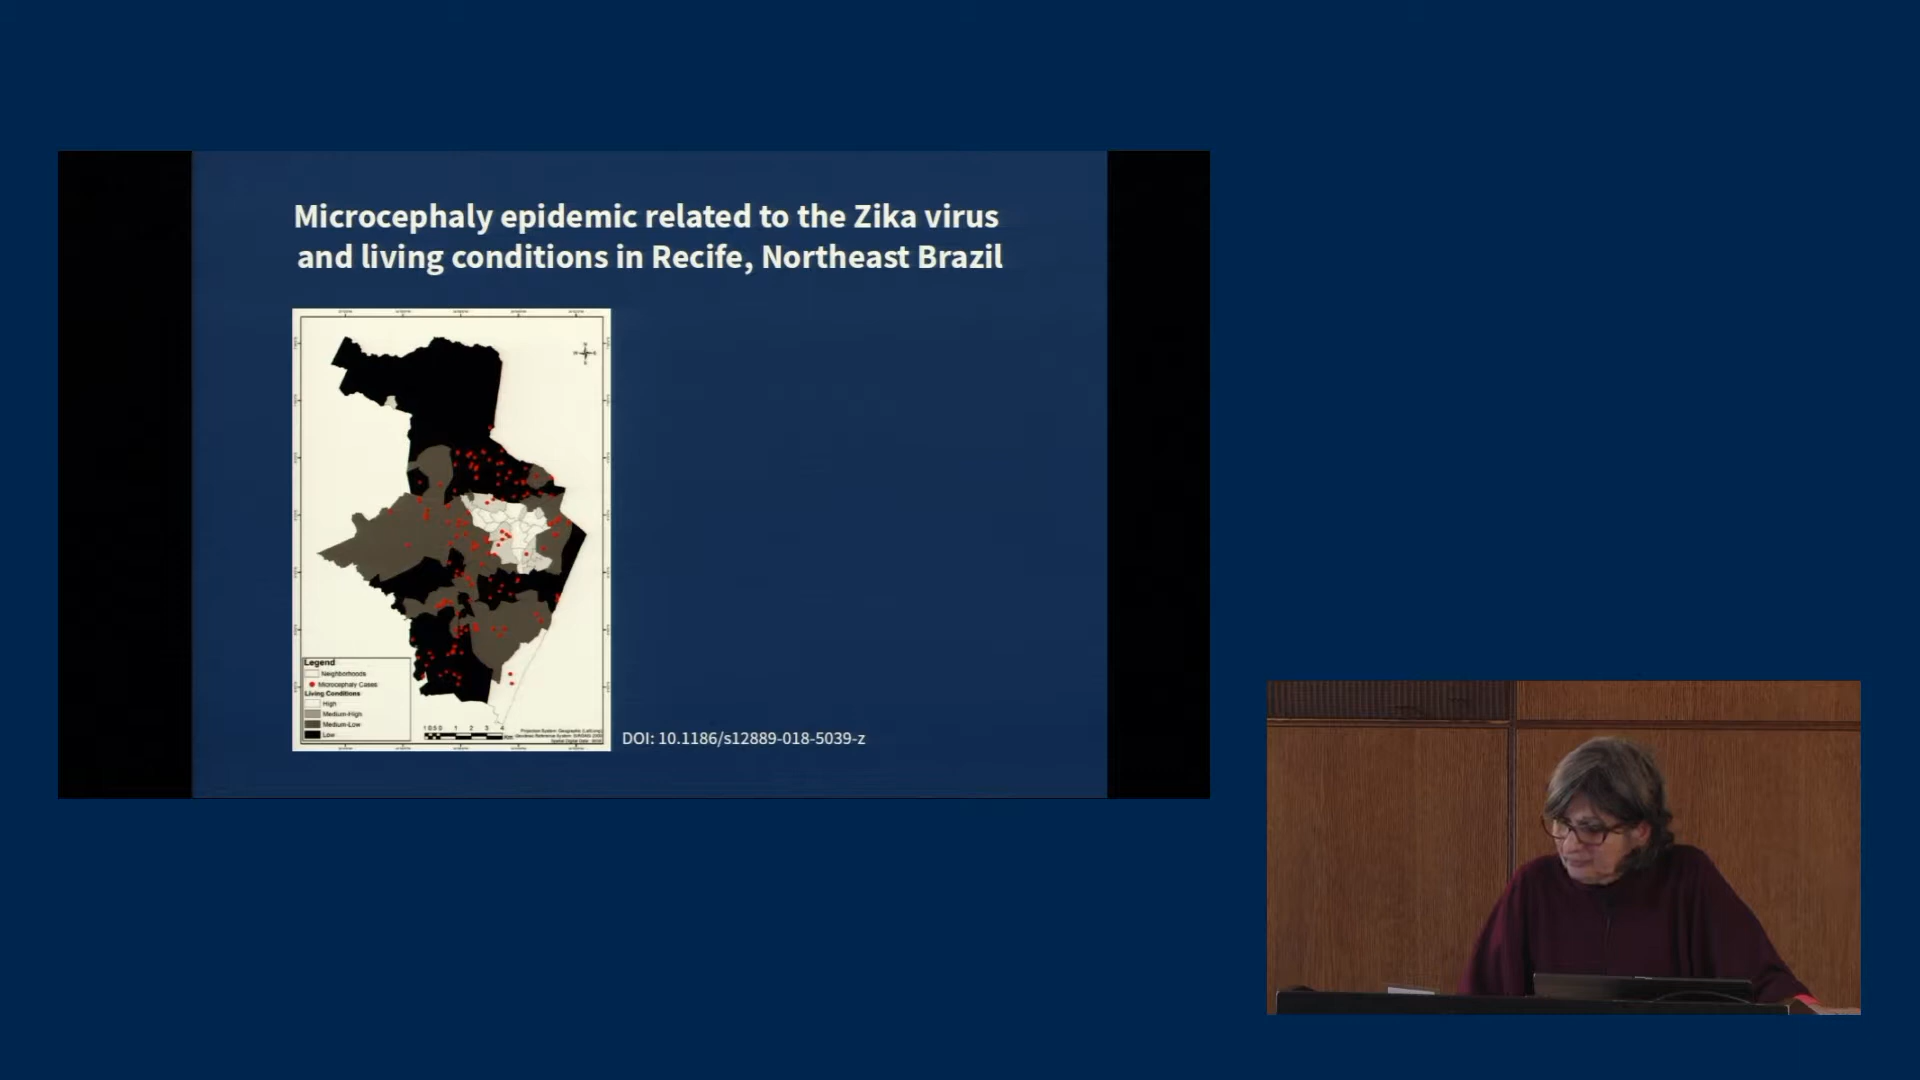 Microcephaly epidemic related to the Zika virus
and living conditions in Recife, Northeast Brazil
Legend
Neighborhoods
Microcephaly Cases
Living Conditions
High
Medium-High
Medium-Low
Low
DOI: 10.1186/s12889-018-5039-z